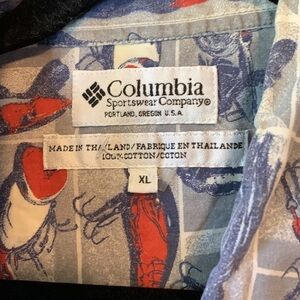 Columbia
Sportswear Company®
PORTLAND, OREGON U.S.A.
MADE IN THAILAND/FABRIQUE EN THAILANDE
100% COTTON/COTON
XL